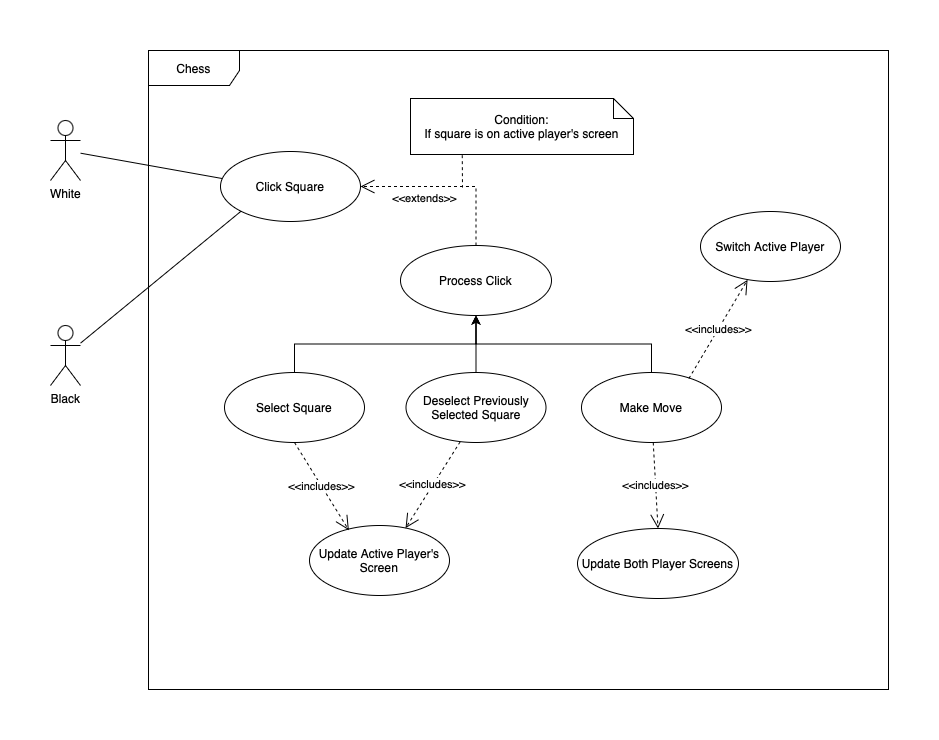 Chess
Condition:
If square is on active player's screen
White
Click Square
<<extends>>
Switch Active Player
Process Click
<<includes>>
Black
Select Square
Deselect Previously
Selected Square
Make Move
<<includes>>
<<includes>>
<<includes>>
Update Active Player's
Screen
Update Both Player Screens